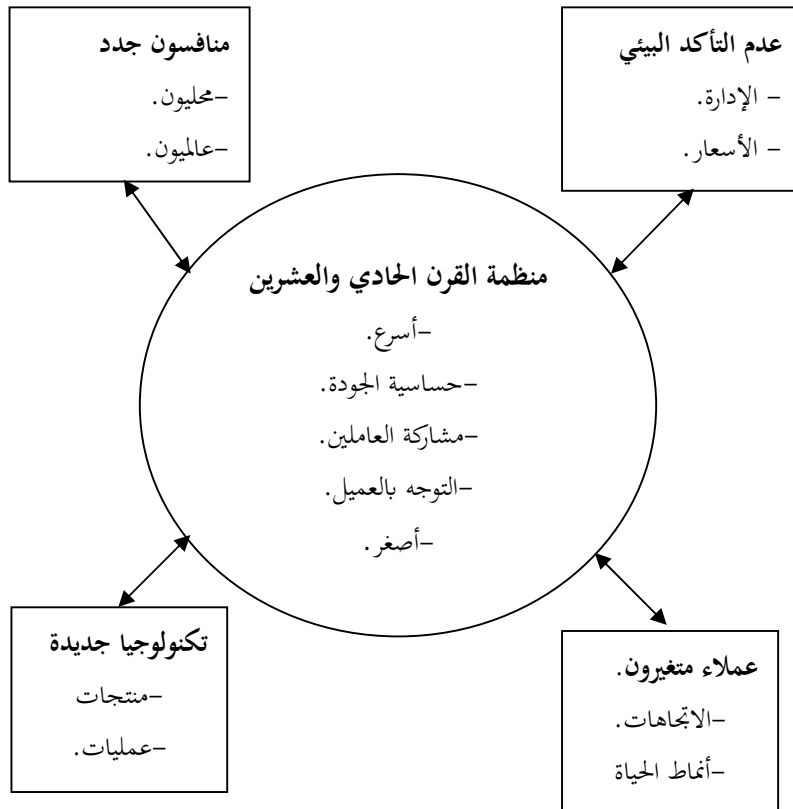 عدم التأكد البيئي
– الإدارة.
– الأسعار.
منافسون جدد
–محليون.
–عالميون.
منظمة القرن الحادي والعشرين
–أسرع.
–حساسية الجودة.
–مشاركة العاملين.
–التوجه بالعميل.
–أصغر.
عملاء متغيرون.
–الاتجاهات.
–أنماط الحياة
تكنولوجيا جديدة
–منتجات
–عمليات.